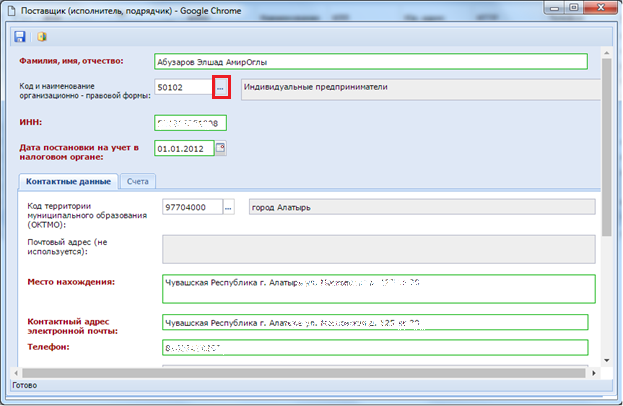 Поставщик (исполнитель, подрядчик) - Google Chrome
Фамилия, имя, отчество: Абузаров Элшад АмирОглы
Код и наименование организационно - правовой формы: 50102 ... Индивидуальные предприниматели
ИНН:
Дата постановки на учет в налоговом органе: 01.01.2012
Контактные данные Счета
Код территории муниципального образования (ОКТМО): 97704000 ... город Алатырь
Почтовый адрес (не используется):
Место нахождения: Чувашская Республика г. Алатырь ул.
Контактный адрес электронной почты: Чувашская Республика г. ул.
Телефон:
Готово